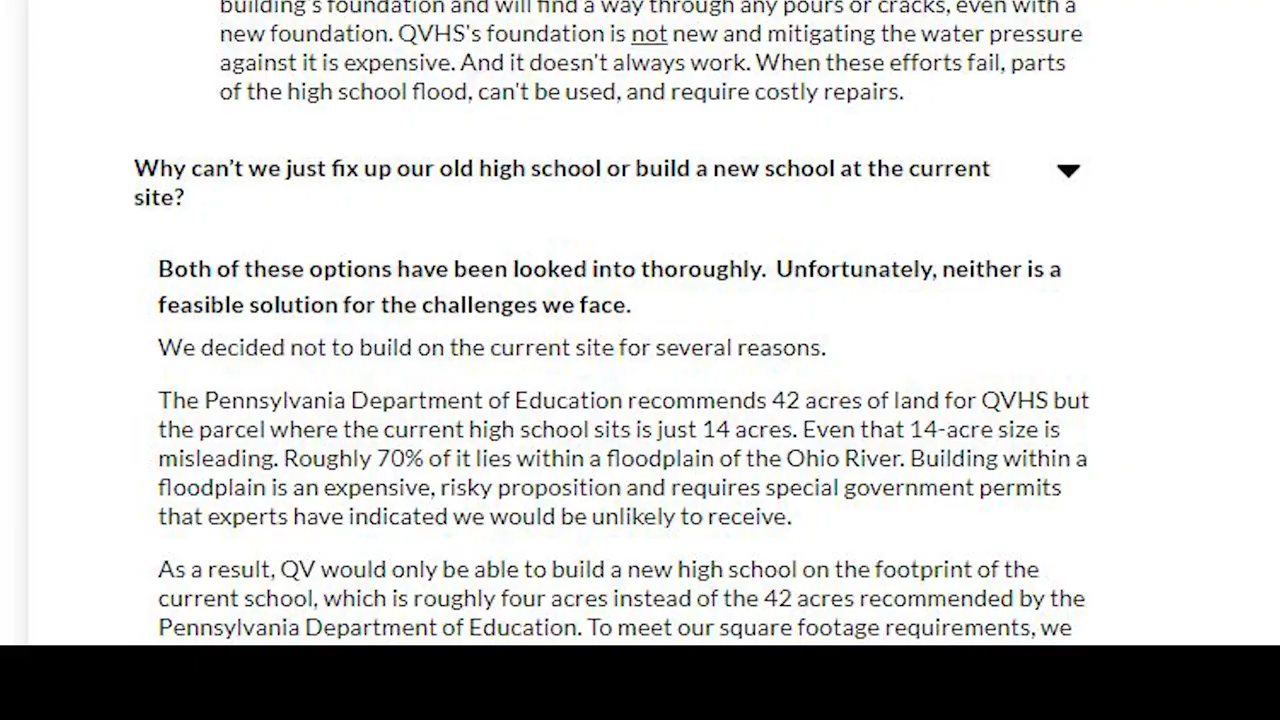 building's foundation and will find a way through any pours or cracks, even with a
new foundation. QVHS's foundation is not new and mitigating the water pressure
against it is expensive. And it doesn't always work. When these efforts fail, parts
of the high school flood, can't be used, and require costly repairs.
Why can't we just fix up our old high school or build a new school at the current
site?
Both of these options have been looked into thoroughly. Unfortunately, neither is a
feasible solution for the challenges we face.
We decided not to build on the current site for several reasons.
The Pennsylvania Department of Education recommends 42 acres of land for QVHS but
the parcel where the current high school sits is just 14 acres. Even that 14-acre size is
misleading. Roughly 70% of it lies within a floodplain of the Ohio River. Building within a
floodplain is an expensive, risky proposition and requires special government permits
that experts have indicated we would be unlikely to receive.
As a result, QV would only be able to build a new high school on the footprint of the
current school, which is roughly four acres instead of the 42 acres recommended by the
Pennsylvania Department of Education. To meet our square footage requirements, we